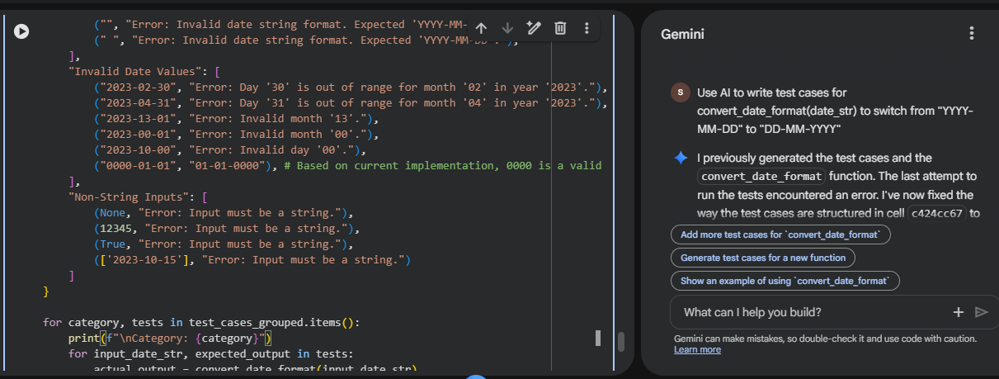 ("", "Error: Invalid date string format. Expected 'YYYY-MM-
(" ", "Error: Invalid date string format. Expected 'YYYY-MM-DD'."),
],
"Invalid Date Values": [
("2023-02-30", "Error: Day '30' is out of range for month '02' in year '2023'."),
("2023-04-31", "Error: Day '31' is out of range for month '04' in year '2023'."),
("2023-13-01", "Error: Invalid month '13'."),
("2023-00-01", "Error: Invalid month '00'."),
("2023-10-00", "Error: Invalid day '00'."),
("0000-01-01", "01-01-0000"), # Based on current implementation, 0000 is a valid
],
"Non-String Inputs": [
(None, "Error: Input must be a string."),
(12345, "Error: Input must be a string."),
(True, "Error: Input must be a string."),
(['2023-10-15'], "Error: Input must be a string.")
]
}
for category, tests in test_cases_grouped.items():
print(f"\nCategory: {category}")
for input_date_str, expected_output in tests:
actual_output = convert_date_format(input_date_str)
Gemini
S
Use AI to write test cases for
convert_date_format(date_str) to switch from "YYYY-
MM-DD" to "DD-MM-YYYY"
I previously generated the test cases and the
convert_date_format function. The last attempt to
run the tests encountered an error. I've now fixed the
way the test cases are structured in cell c424cc67 to
Add more test cases for `convert_date_format`
Generate test cases for a new function
Show an example of using `convert_date_format`
What can I help you build?
Gemini can make mistakes, so double-check it and use code with caution.
Learn more